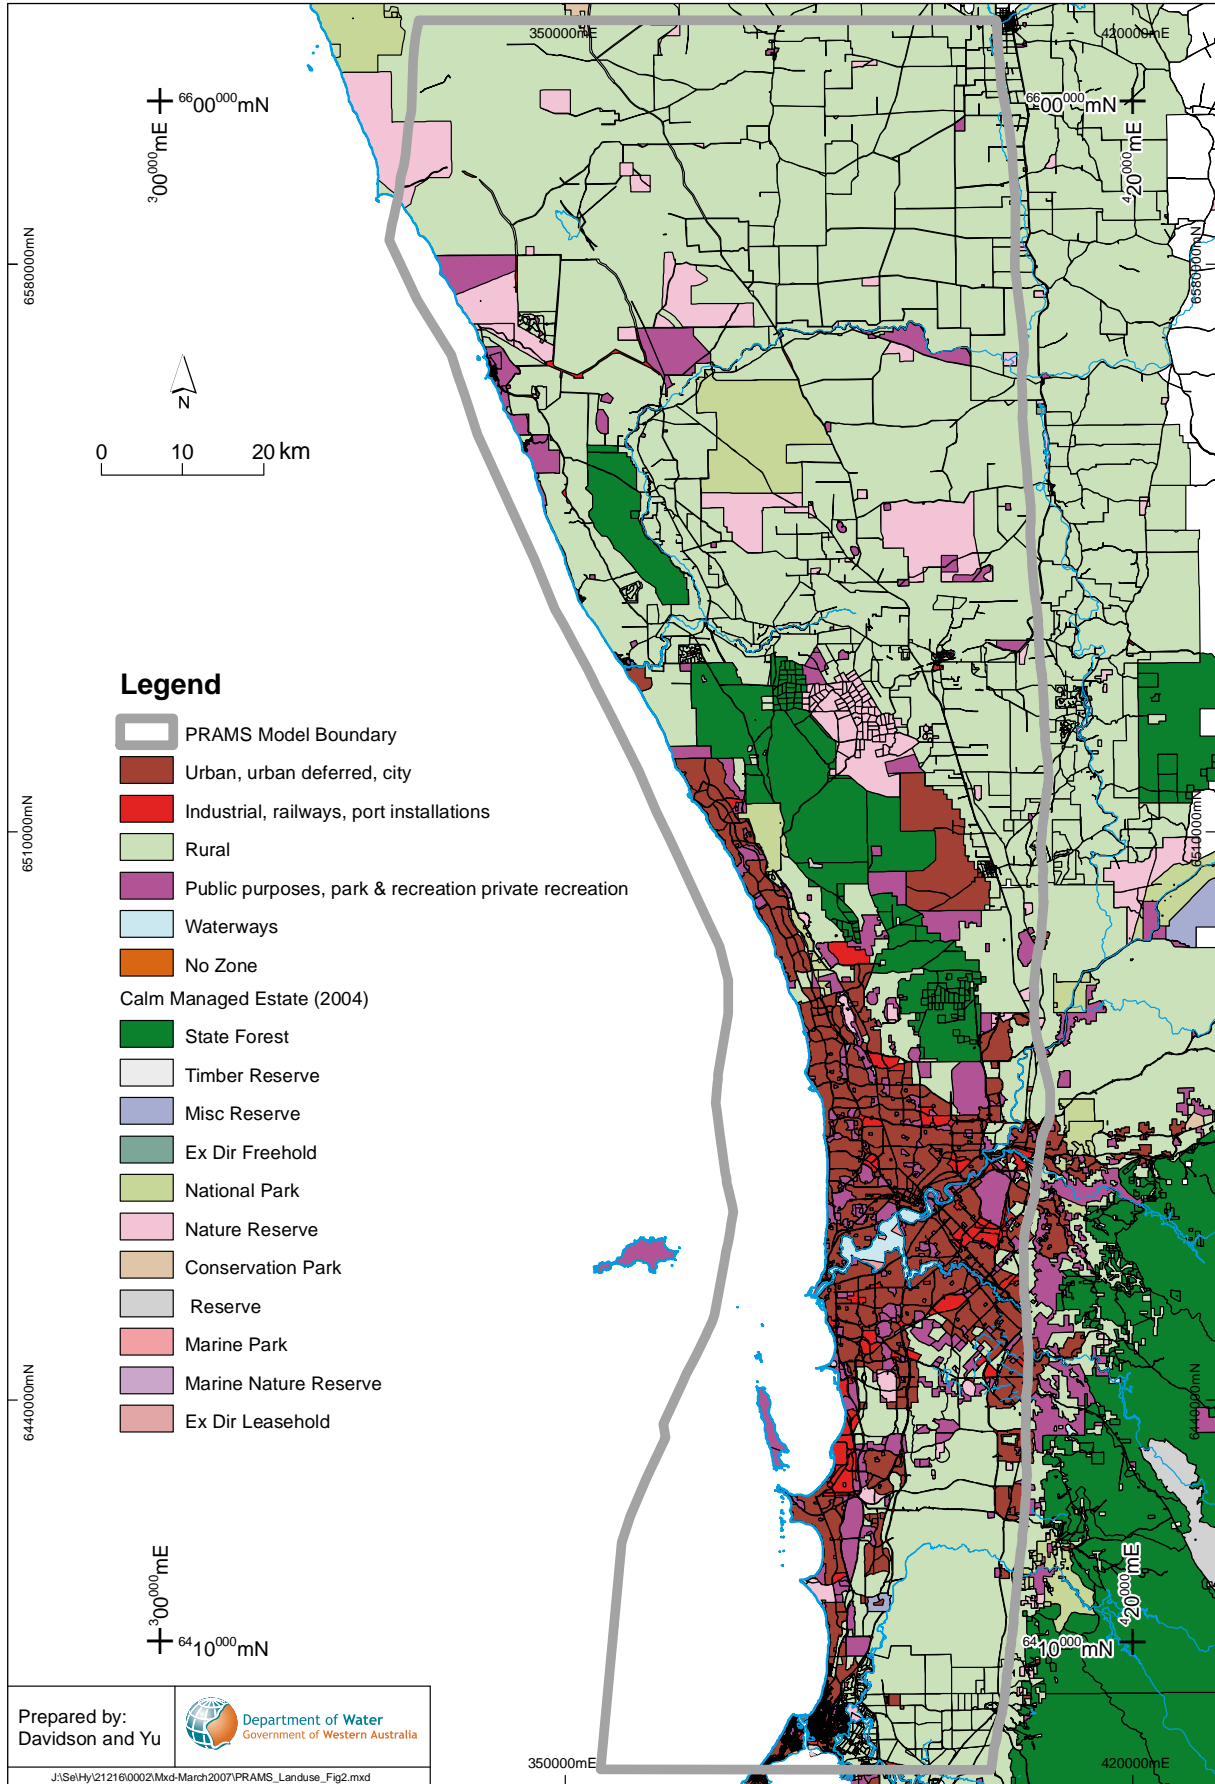 350000mE
420000mE
6600000mN
6600000mN
300000mE
420000mE
6580000mN
6580000mN
N
0 10 20 km
Legend
PRAMS Model Boundary
Urban, urban deferred, city
Industrial, railways, port installations
Rural
Public purposes, park & recreation private recreation
Waterways
No Zone
Calm Managed Estate (2004)
State Forest
Timber Reserve
Misc Reserve
Ex Dir Freehold
National Park
Nature Reserve
Conservation Park
Reserve
Marine Park
Marine Nature Reserve
Ex Dir Leasehold
6510000mN
6510000mN
6440000mN
6440000mN
300000mE
420000mE
6410000mN
6410000mN
Prepared by:
Davidson and Yu
Department of Water
Government of Western Australia
350000mE
420000mE
J:\Se\Hy\21216\0002\Mxd-March2007\PRAMS_Landuse_Fig2.mxd